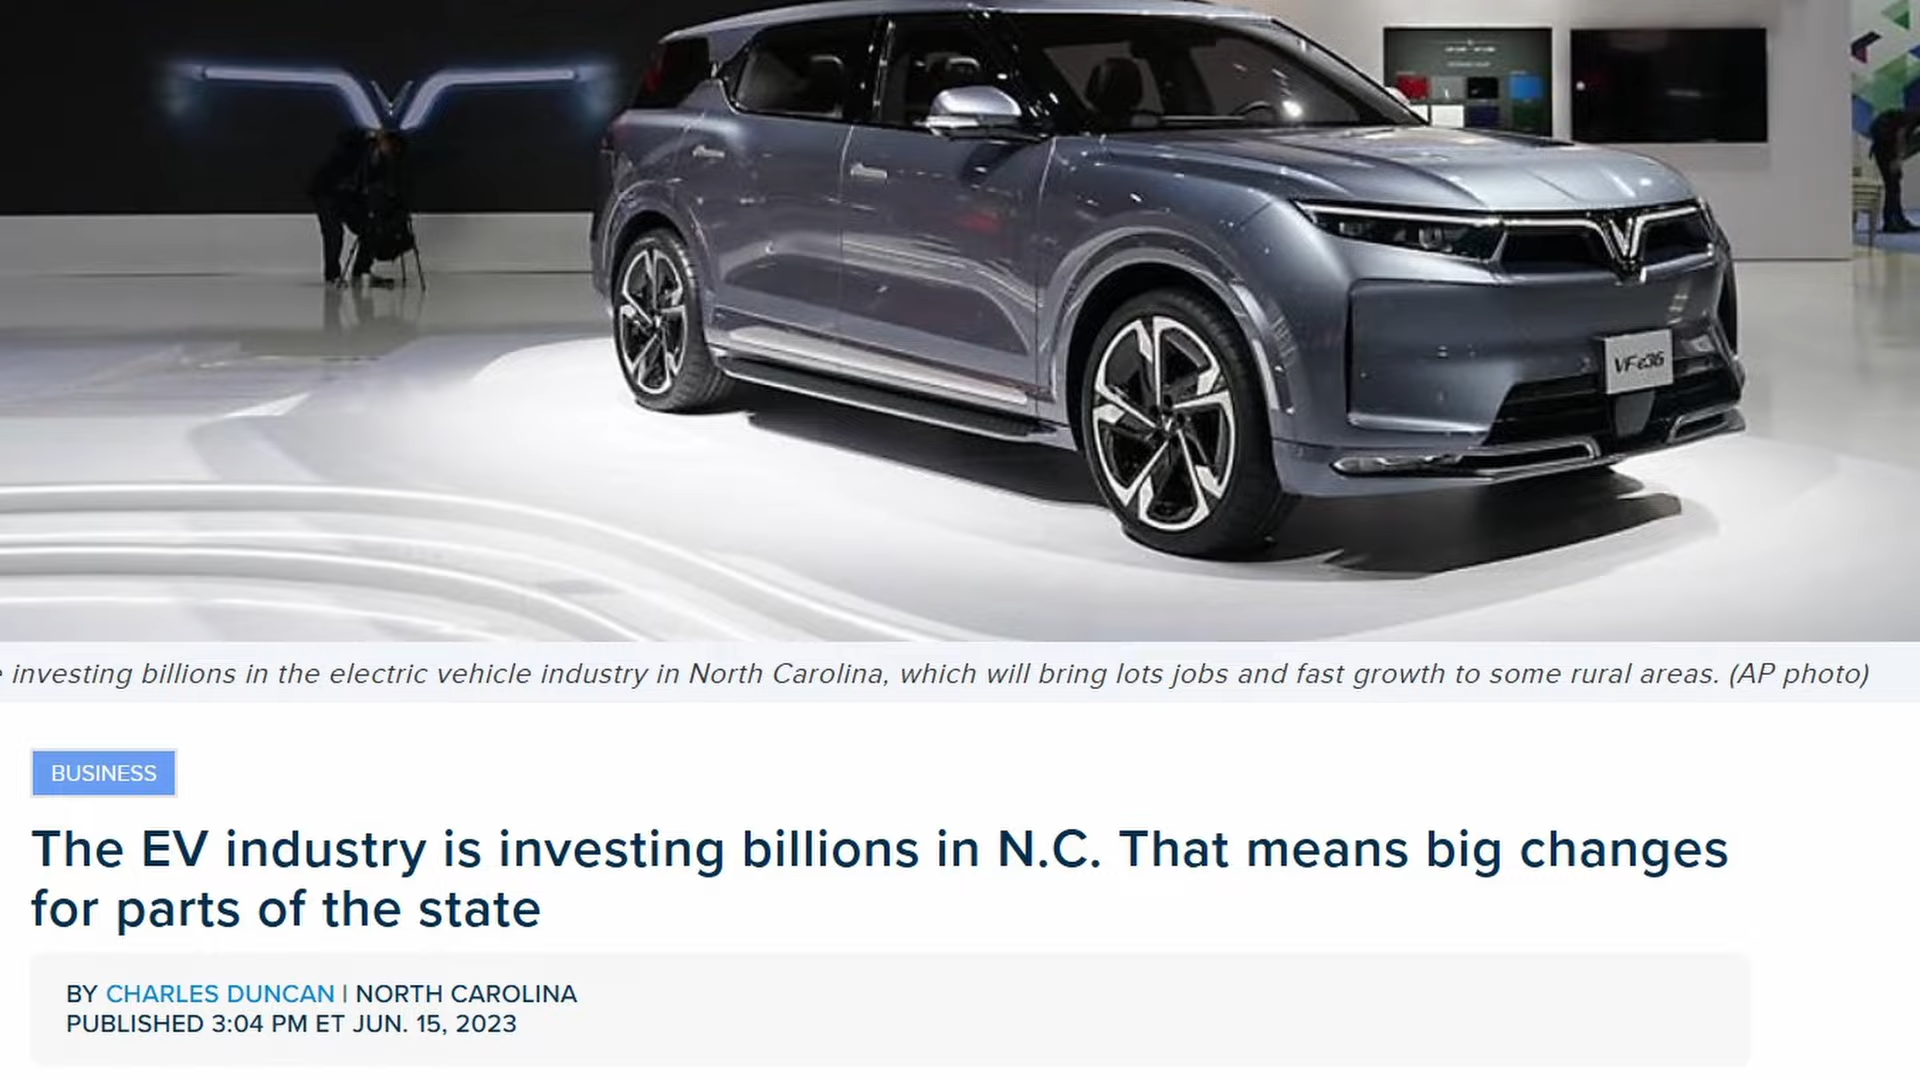 VF e36
investing billions in the electric vehicle industry in North Carolina, which will bring lots jobs and fast growth to some rural areas. (AP photo)
BUSINESS
The EV industry is investing billions in N.C. That means big changes
for parts of the state
BY CHARLES DUNCAN | NORTH CAROLINA
PUBLISHED 3:04 PM ET JUN. 15, 2023